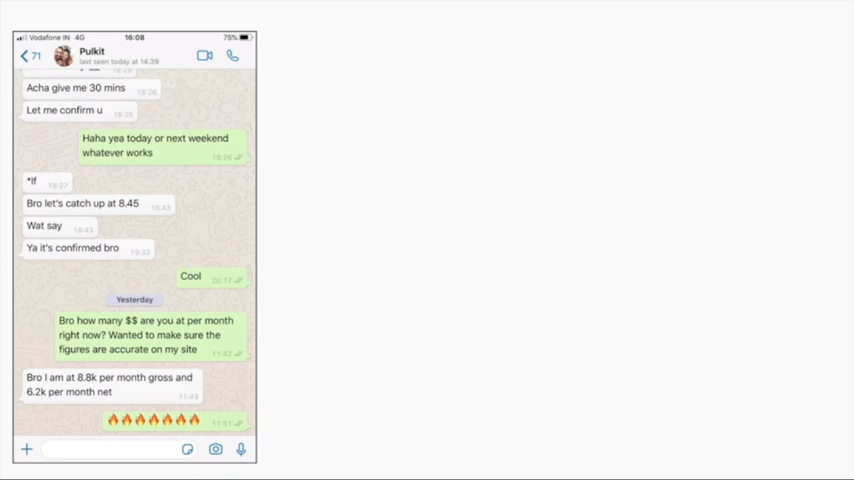 Vodafone IN 4G 16:08 75%
71 Pulkit
last seen today at 14:39
Acha give me 30 mins 18:26
Let me confirm u 18:26
Haha yea today or next weekend
whatever works 18:26
*If 18:27
Bro let's catch up at 8.45 18:43
Wat say 18:43
Ya it's confirmed bro 19:32
Cool 20:17
Yesterday
Bro how many $$ are you at per month
right now? Wanted to make sure the
figures are accurate on my site 11:42
Bro I am at 8.8k per month gross and
6.2k per month net 11:49
🔥🔥🔥🔥🔥🔥🔥 11:51